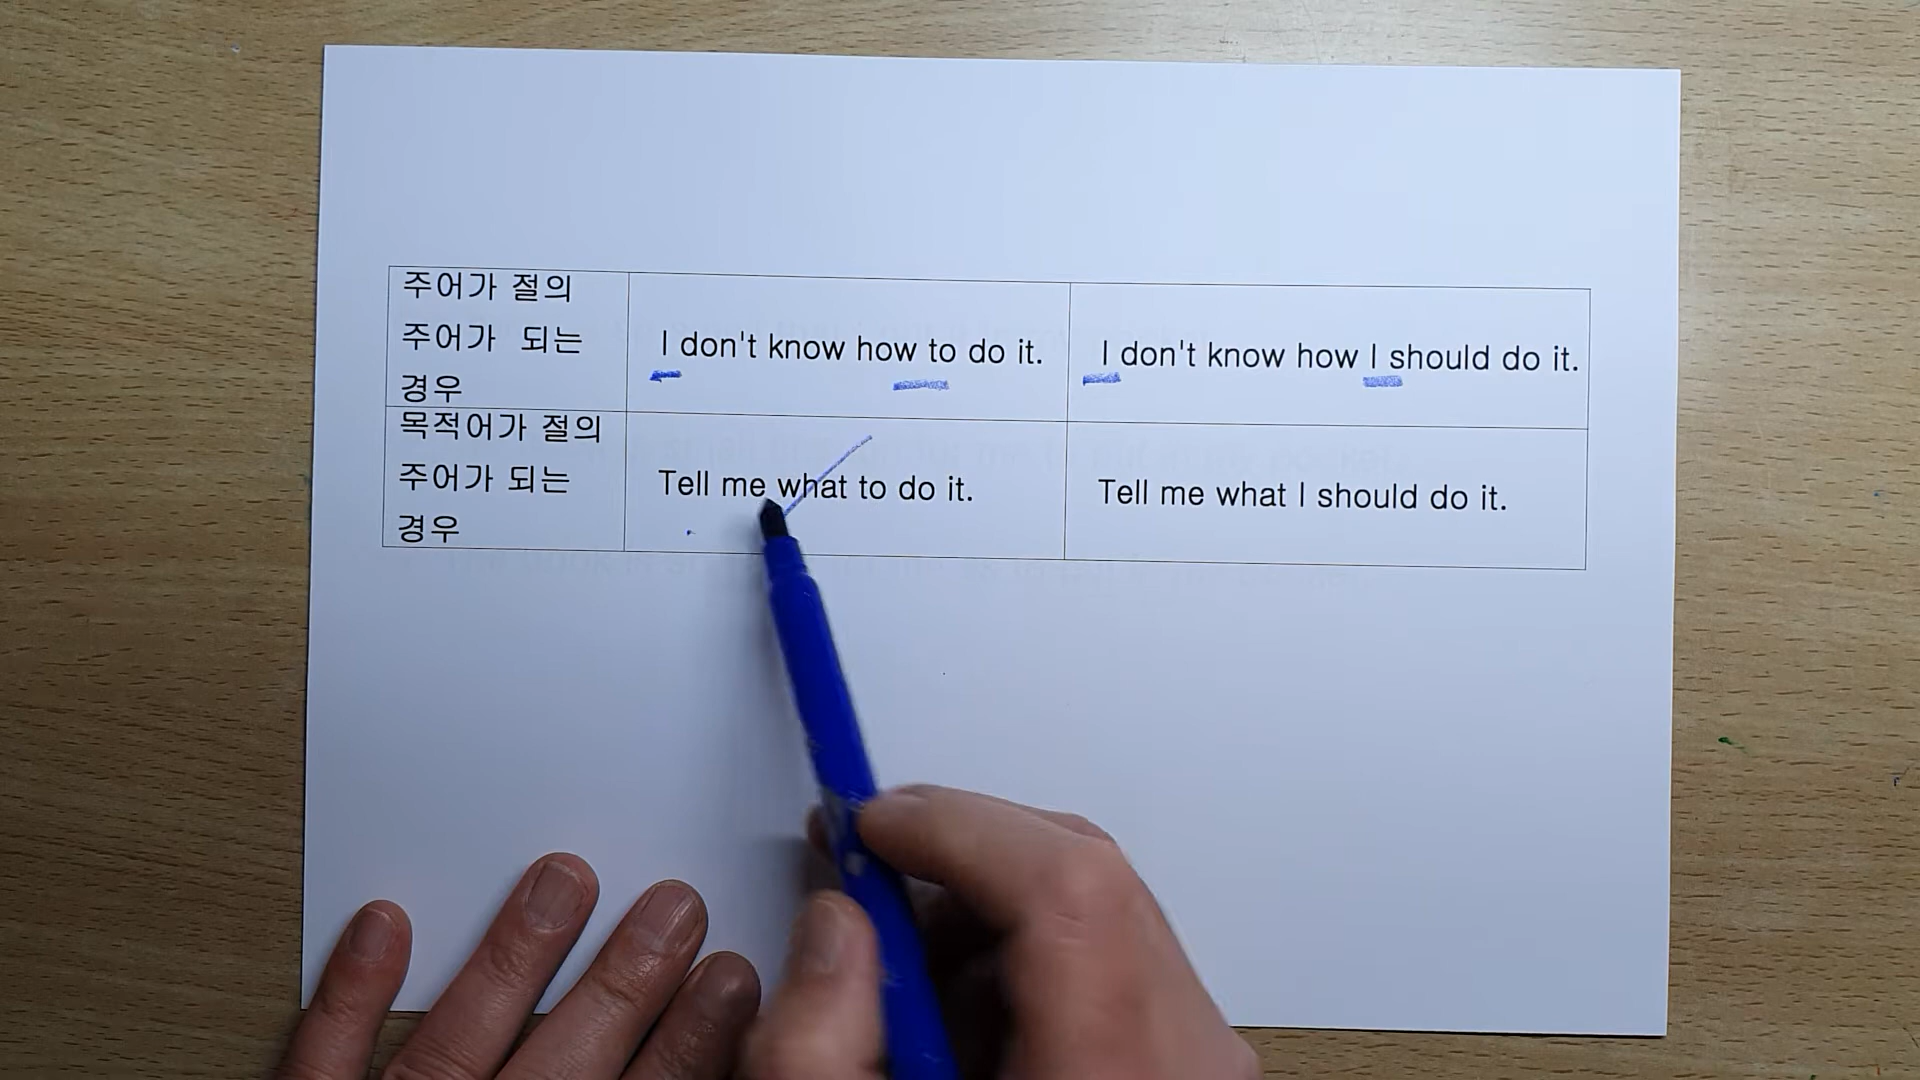 주어가 절의
주어가 되는
경우
I don't know how to do it.
I don't know how I should do it.
목적어가 절의
주어가 되는
경우
Tell me what to do it.
Tell me what I should do it.